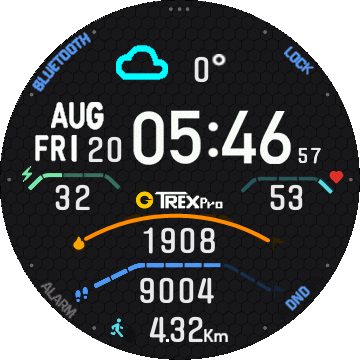 BLUETOOTH
LOCK
0°
AUG
FRI 20
05:46 57
32
53
TREX Pro
1908
9004
ALARM
DND
4.32Km